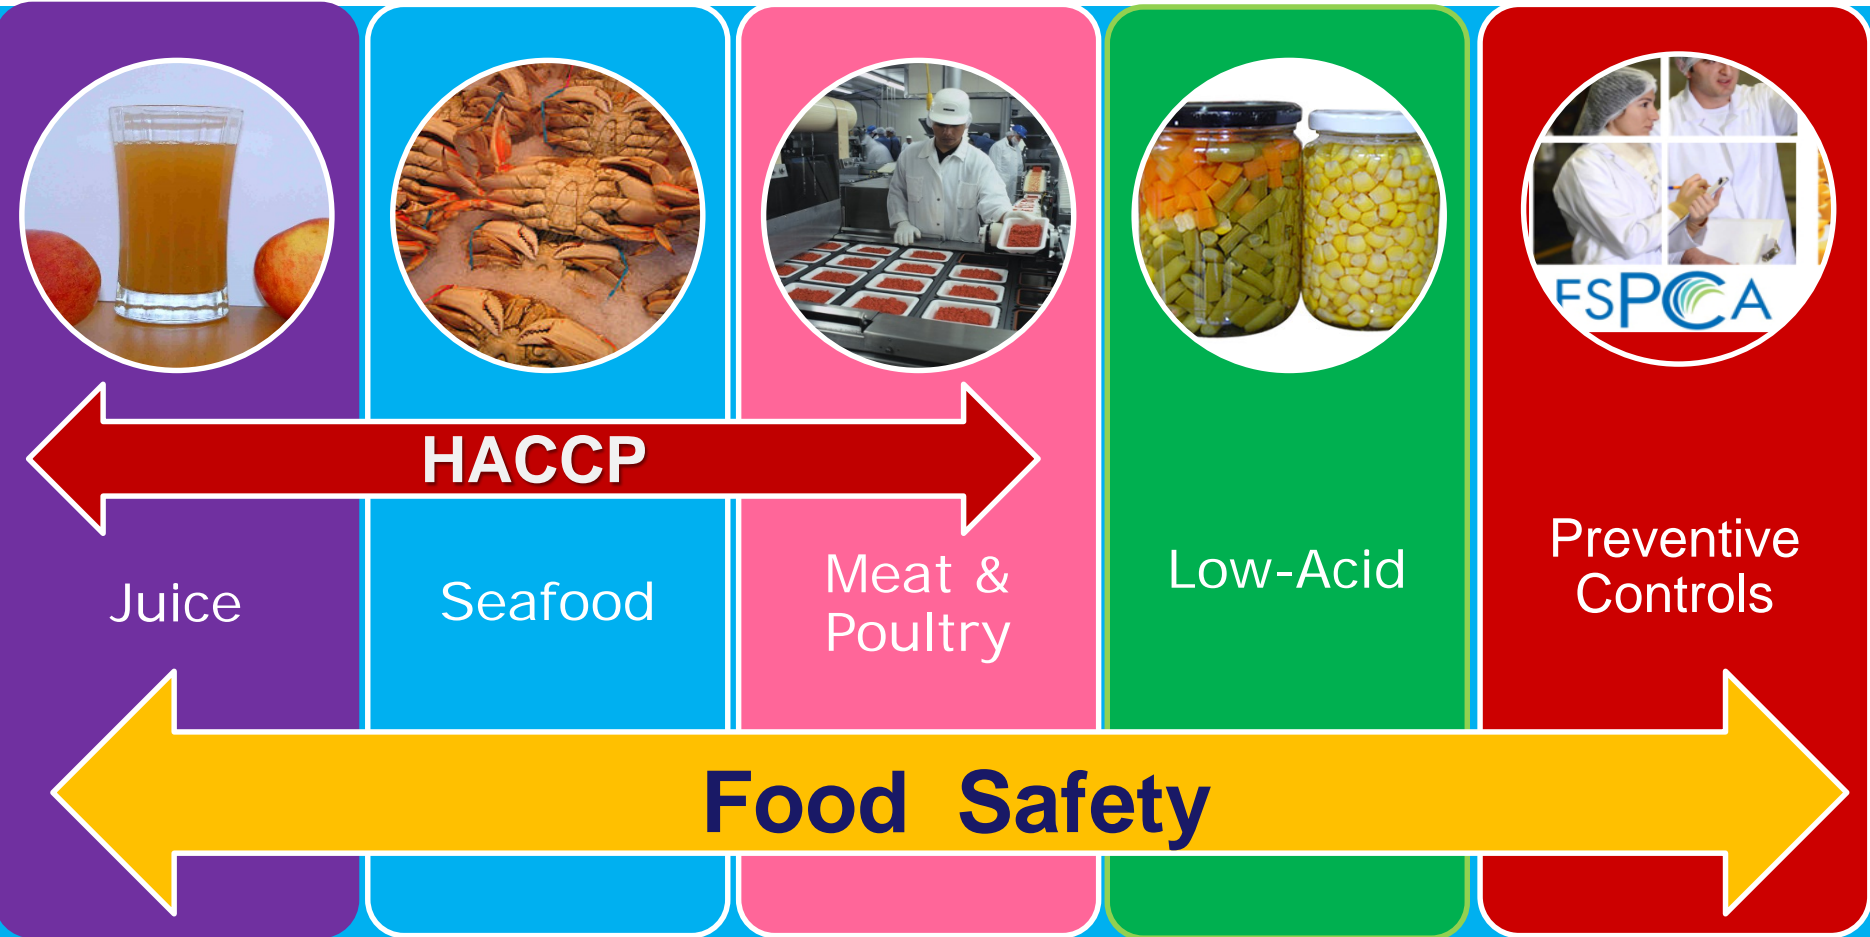 FSPCA
HACCP
Juice
Seafood
Meat &
Poultry
Low-Acid
Preventive
Controls
Food Safety